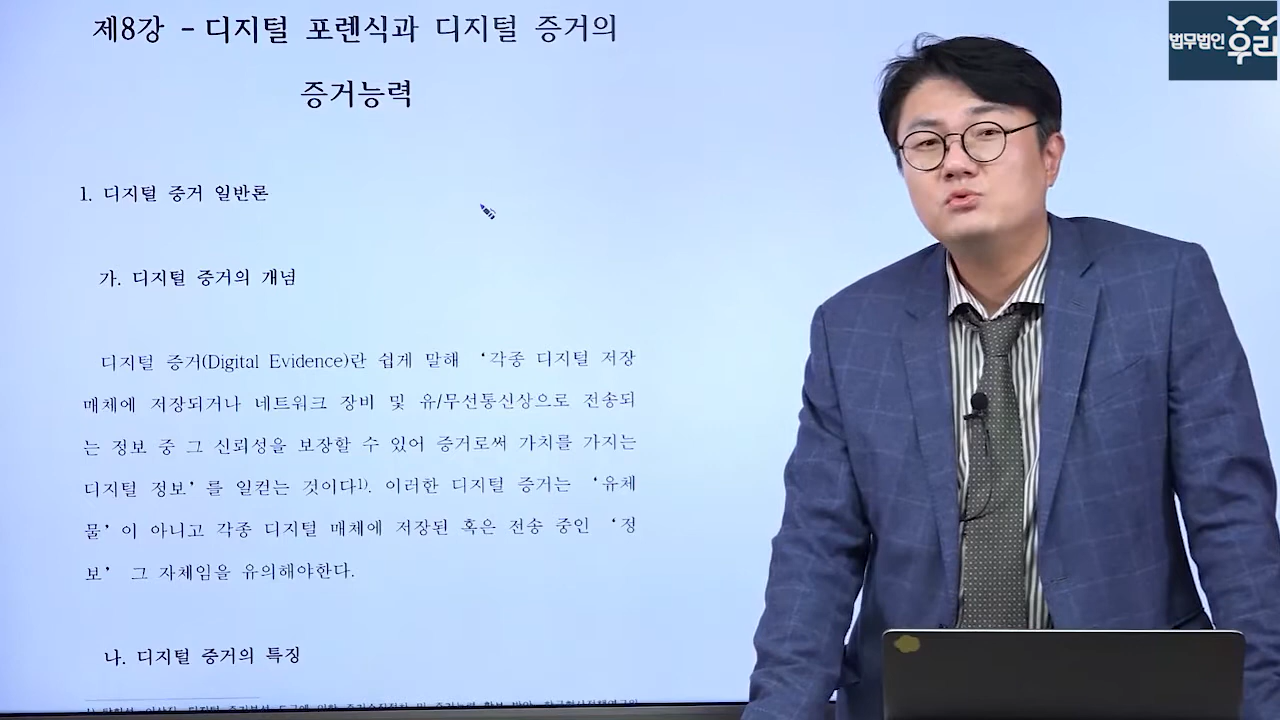 제8강 - 디지털 포렌식과 디지털 증거의
증거능력
1. 디지털 증거 일반론
가. 디지털 증거의 개념
디지털 증거(Digital Evidence)란 쉽게 말해 ‘각종 디지털 저장
매체에 저장되거나 네트워크 장비 및 유/무선통신상으로 전송되
는 정보 중 그 신뢰성을 보장할 수 있어 증거로써 가치를 가지는
디지털 정보’를 일컫는 것이다1). 이러한 디지털 증거는 ‘유체
물’이 아니고 각종 디지털 매체에 저장된 혹은 전송 중인 ‘정
보’ 그 자체임을 유의해야한다.
나. 디지털 증거의 특징
법무법인 우리